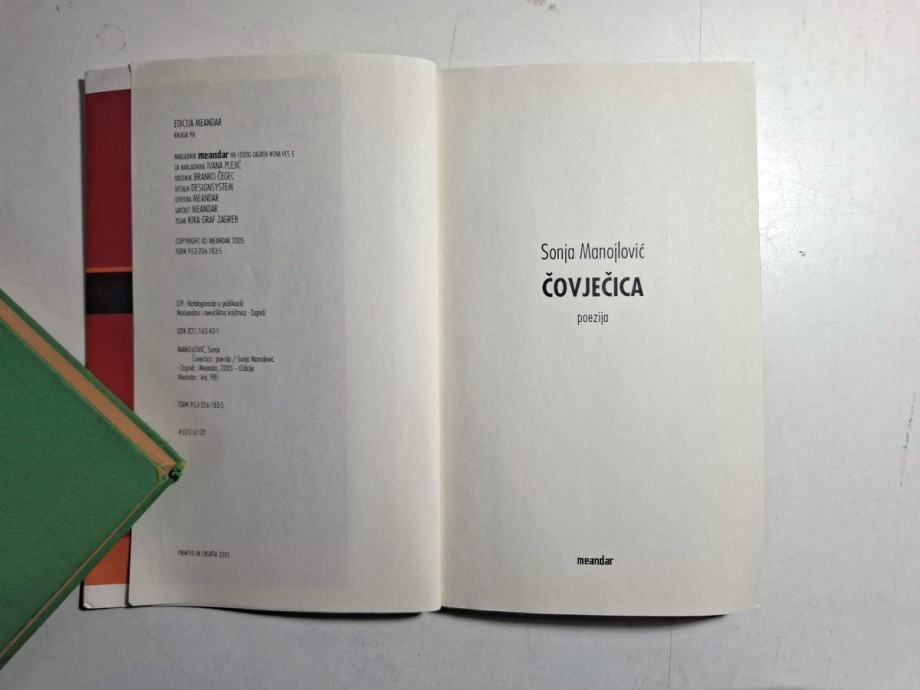 EDICIJA MEANDAR
KNJIGA 98
NAKLADNIK meandar HR-10000 ZAGREB NOVA VES 5
ZA NAKLADNIKA IVANA PLEJIĆ
UREDNIK BRANKO ČEGEC
DESIGN DESIGNSYSTEM
IZVEDBA MEANDAR
LAYOUT MEANDAR
TISAK KIKA GRAF ZAGREB
COPYRIGHT © MEANDAR 2005
ISBN 953-206-183-5
CIP - Katalogizacija u publikaciji
Nacionalna i sveučilišna knjižnica - Zagreb
UDK 821.163.42-1
MANOJLOVIĆ, Sonja
Čovječica : poezija / Sonja Manojlović.
- Zagreb : Meandar, 2005. - (Edicija
Meandar ; knj. 98)
ISBN 953-206-183-5
450516120
PRINTED IN CROATIA 2005
Sonja Manojlović
ČOVJEČICA
poezija
meandar